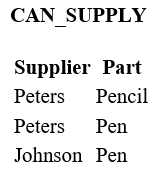 CAN_SUPPLY
Supplier Part
Peters Pencil
Peters Pen
Johnson Pen